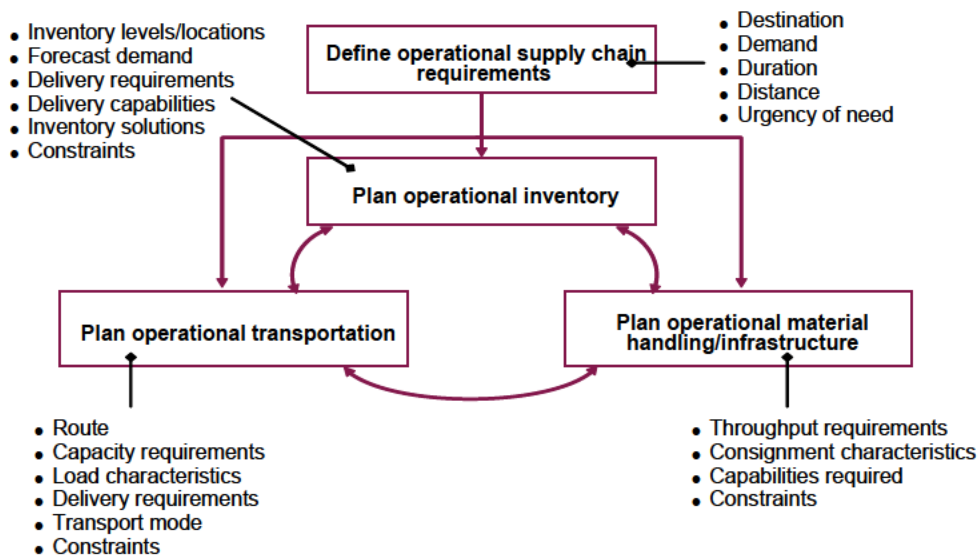 • Inventory levels/locations
• Forecast demand
• Delivery requirements
• Delivery capabilities
• Inventory solutions
• Constraints
Define operational supply chain
requirements
• Destination
• Demand
• Duration
• Distance
• Urgency of need
Plan operational inventory
Plan operational transportation
Plan operational material
handling/infrastructure
• Route
• Capacity requirements
• Load characteristics
• Delivery requirements
• Transport mode
• Constraints
• Throughput requirements
• Consignment characteristics
• Capabilities required
• Constraints